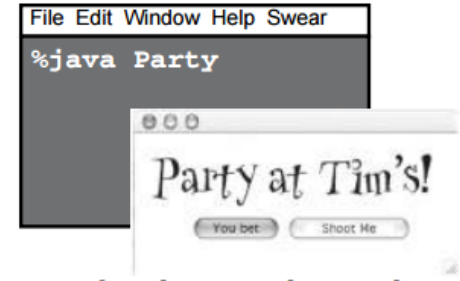 File Edit Window Help Swear
%java Party
Party at Tim's!
You bet
Shoot Me